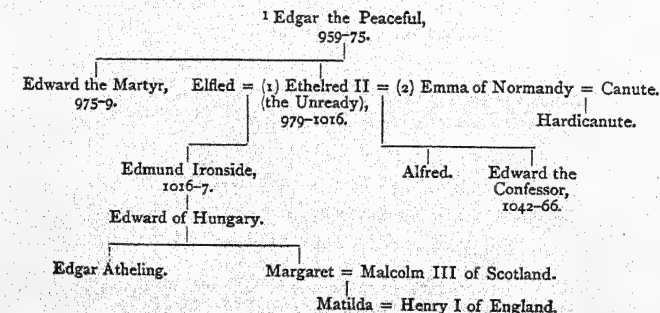 1 Edgar the Peaceful,
959-75.
Edward the Martyr, Elfled = (1) Ethelred II = (2) Emma of Normandy = Canute.
975-9. (the Unready), 
979-1016. Hardicanute.
Edmund Ironside, Alfred. Edward the
1016-7. Confessor,
Edward of Hungary. 1042-66.
Edgar Atheling. Margaret = Malcolm III of Scotland.
Matilda = Henry I of England.